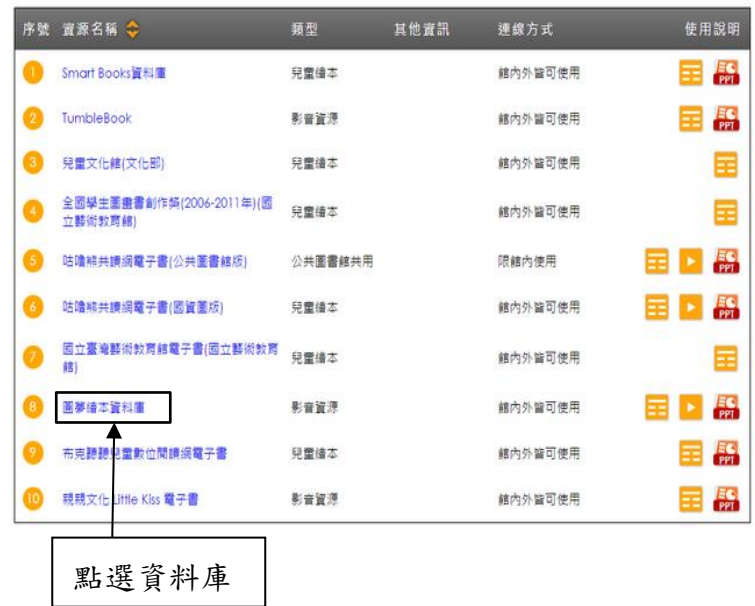 序號 資源名稱 類型 其他資訊 連線方式 使用說明
1 Smart Books資料庫 兒童繪本 館內外皆可使用 PPT
2 TumbleBook 影音資源 館內外皆可使用 PPT
3 兒童文化館(文化部) 兒童繪本 館內外皆可使用
4 全國學生圖畫書創作獎(2006-2011年)(國
立藝術教育館) 兒童繪本 館內外皆可使用
5 咕嚕熊共讀網電子書(公共圖書館版) 公共圖書館共用 限館內使用 PPT
6 咕嚕熊共讀網電子書(國資圖版) 兒童繪本 館內外皆可使用 PPT
7 國立臺灣藝術教育館電子書(國立藝術教育
館) 兒童繪本 館內外皆可使用
8 圓夢繪本資料庫 影音資源 館內外皆可使用 PPT
9 布克聽聽兒童數位閱讀網電子書 兒童繪本 館內外皆可使用 PPT
10 親親文化 Little Kiss 電子書 影音資源 館內外皆可使用 PPT
點選資料庫